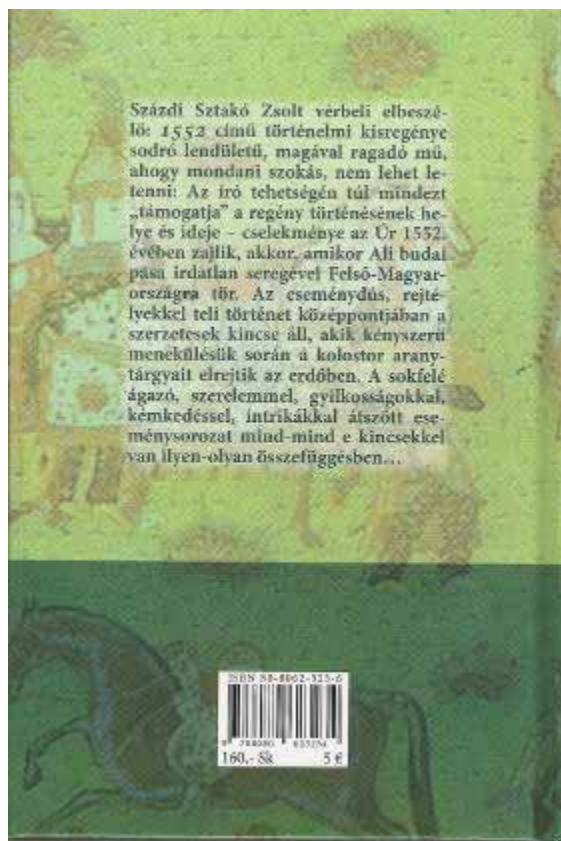 Százdi Sztakó Zsolt vérbeli elbeszé-
lő: 1552 című történelmi kisregénye
sodró lendületű, magával ragadó mű,
ahogy mondani szokás, nem lehet le-
tenni: Az író tehetségén túl mindezt
„támogatja” a regény történésének he-
lye és ideje – cselekménye az Úr 1552.
évében zajlik, akkor, amikor Ali budai
pasa irdatlan seregével Felső-Magyar-
országra tör. Az eseménydús, rejté-
lyekkel teli történet középpontjában a
szerzetesek kincse áll, akik kényszerű
menekülésük során a kolostor arany-
tárgyait elrejtik az erdőben. A sokfelé
ágazó, szerelemmel, gyilkosságokkal,
kémkedéssel, intrikákkal átszőtt ese-
ménysorozat mind-mind e kincsekkel
van ilyen-olyan összefüggésben...
ISBN 80-8062-323-6
160,- Sk 5 €